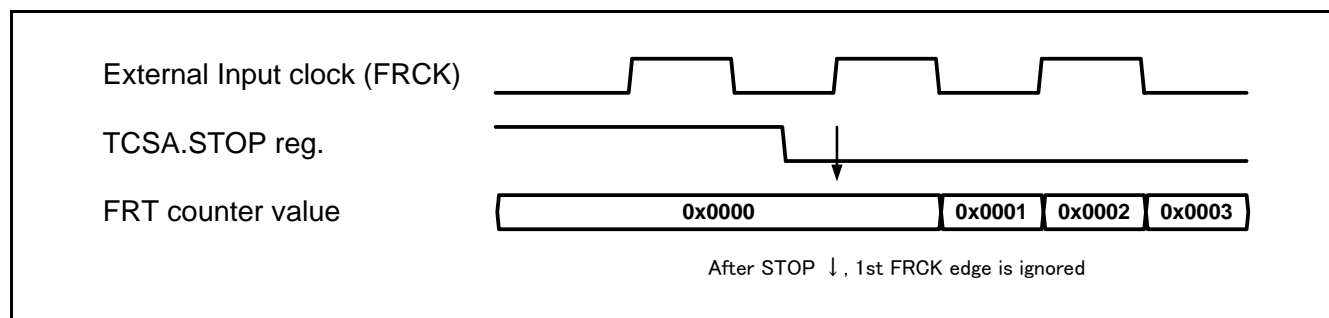 External Input clock (FRCK)
TCSA.STOP reg.
FRT counter value
0x0000 0x0001 0x0002 0x0003
After STOP ↓, 1st FRCK edge is ignored